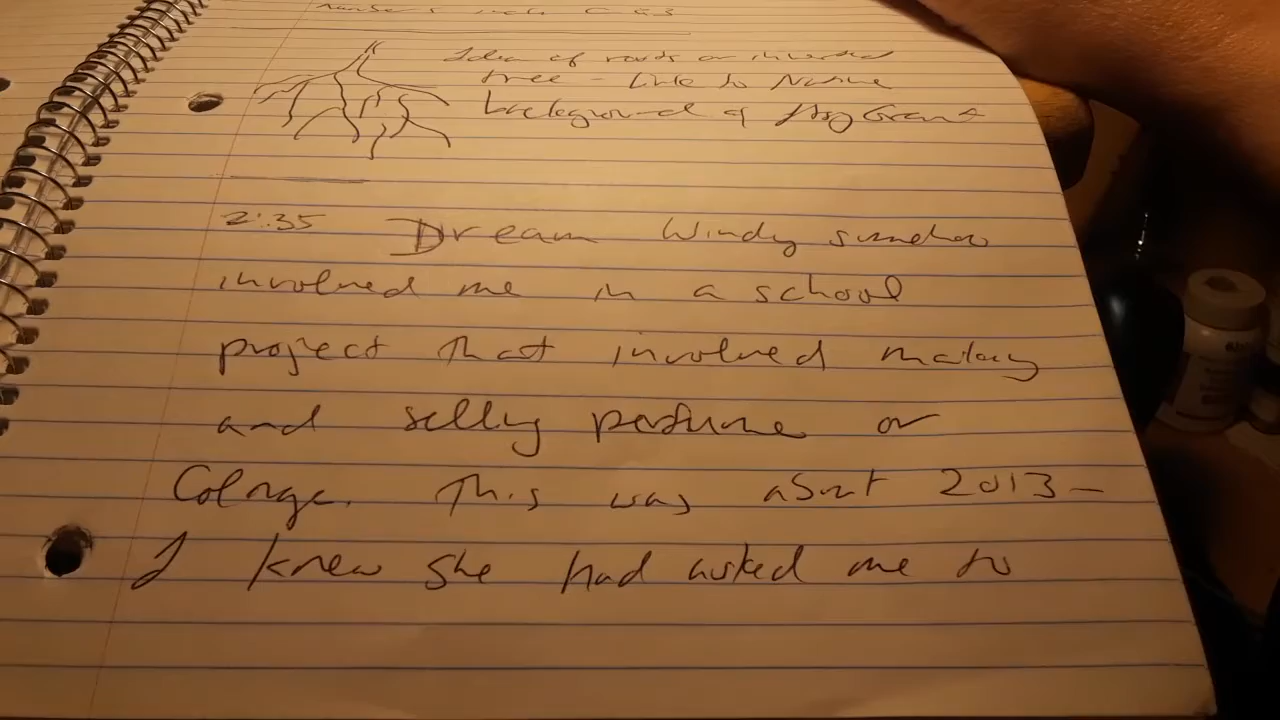 Idea of roots or inverted
tree - Link to Native
background of Hog Grant
2:35 Dream Windy somehow
involved me in a school
project that involved making
and selling perfume or
Cologne. This was about 2013-
I knew she had asked me to